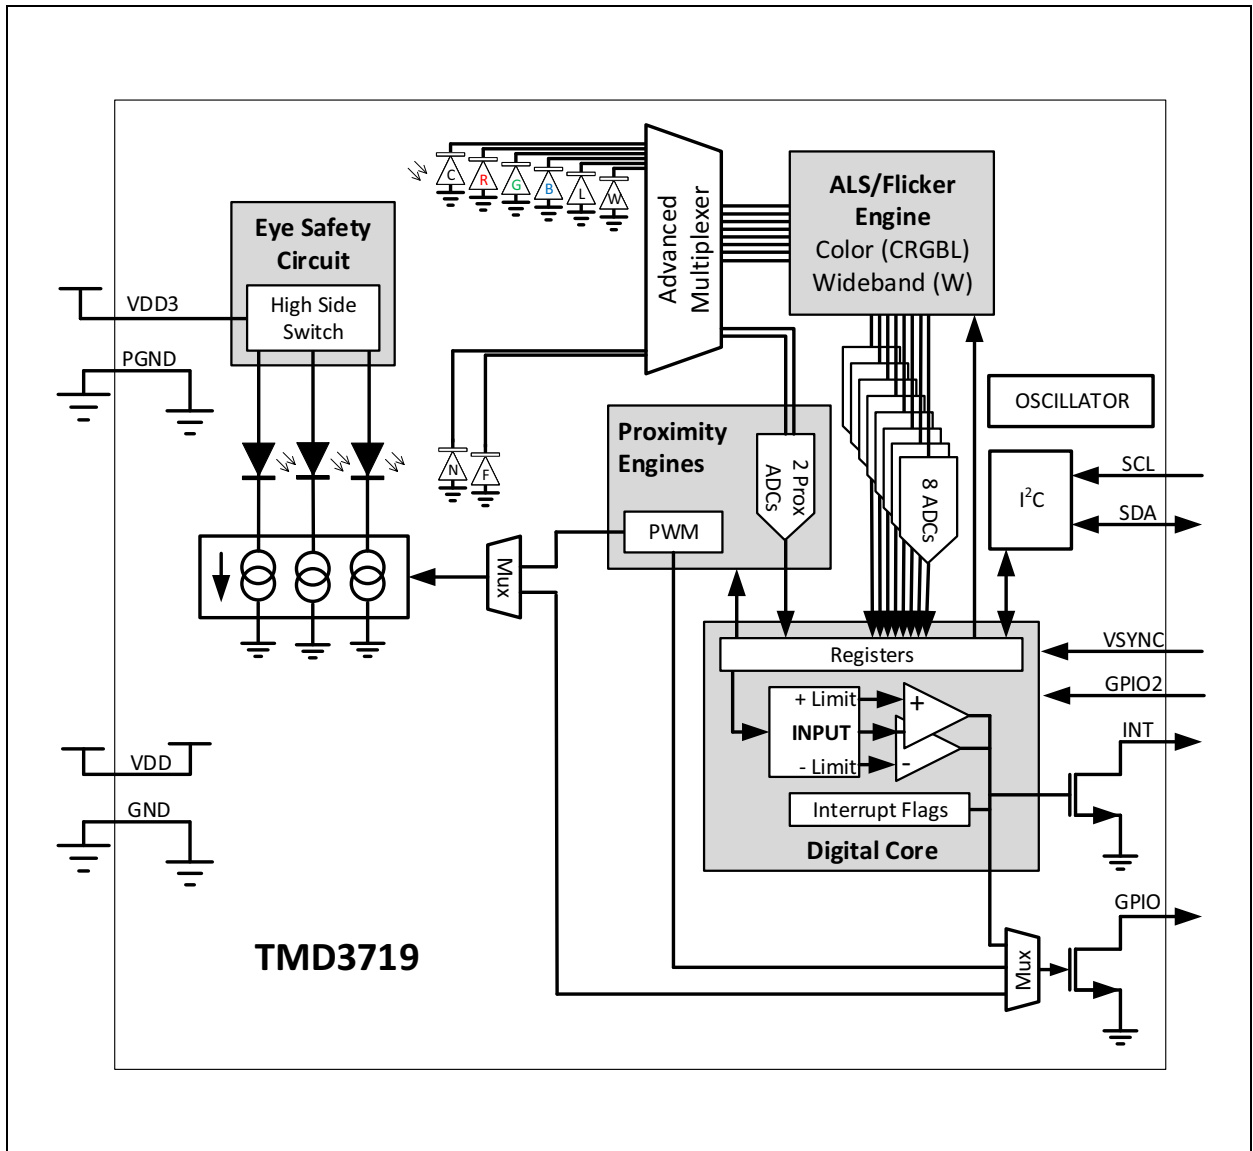 C
R
G
B
L
W
Advanced
Multiplexer
ALS/Flicker
Engine
Color (CRGBL)
Wideband (W)
Eye Safety
Circuit
High Side
Switch
VDD3
PGND
N
F
Proximity
Engines
2 Prox
ADCs
PWM
8 ADCs
OSCILLATOR
I²C
SCL
SDA
Mux
Registers
VSYNC
GPIO2
+ Limit
INPUT
- Limit
+
-
INT
Interrupt Flags
Digital Core
VDD
GND
GPIO
Mux
TMD3719